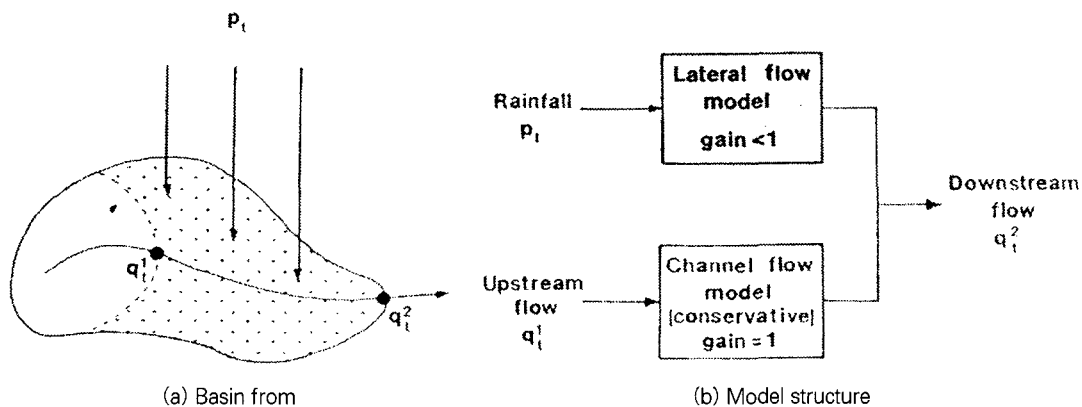 p_t
q_t^1
q_t^2
(a) Basin from
Rainfall
p_t
Lateral flow
model
gain <1
Upstream
flow
q_t^1
Channel flow
model
|conservative|
gain = 1
Downstream
flow
q_t^2
(b) Model structure